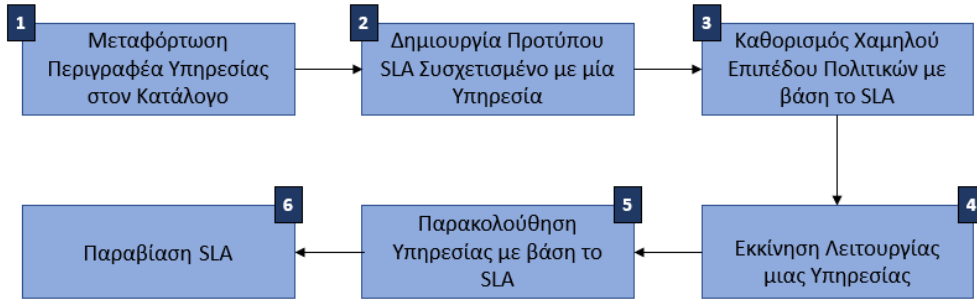 1
Μεταφόρτωση
Περιγραφέα Υπηρεσίας
στον Κατάλογο
2
Δημιουργία Προτύπου
SLA Συσχετισμένο με μία
Υπηρεσία
3
Καθορισμός Χαμηλού
Επιπέδου Πολιτικών με
βάση το SLA
4
Εκκίνηση Λειτουργίας
μιας Υπηρεσίας
5
Παρακολούθηση
Υπηρεσίας με βάση το
SLA
6
Παραβίαση SLA